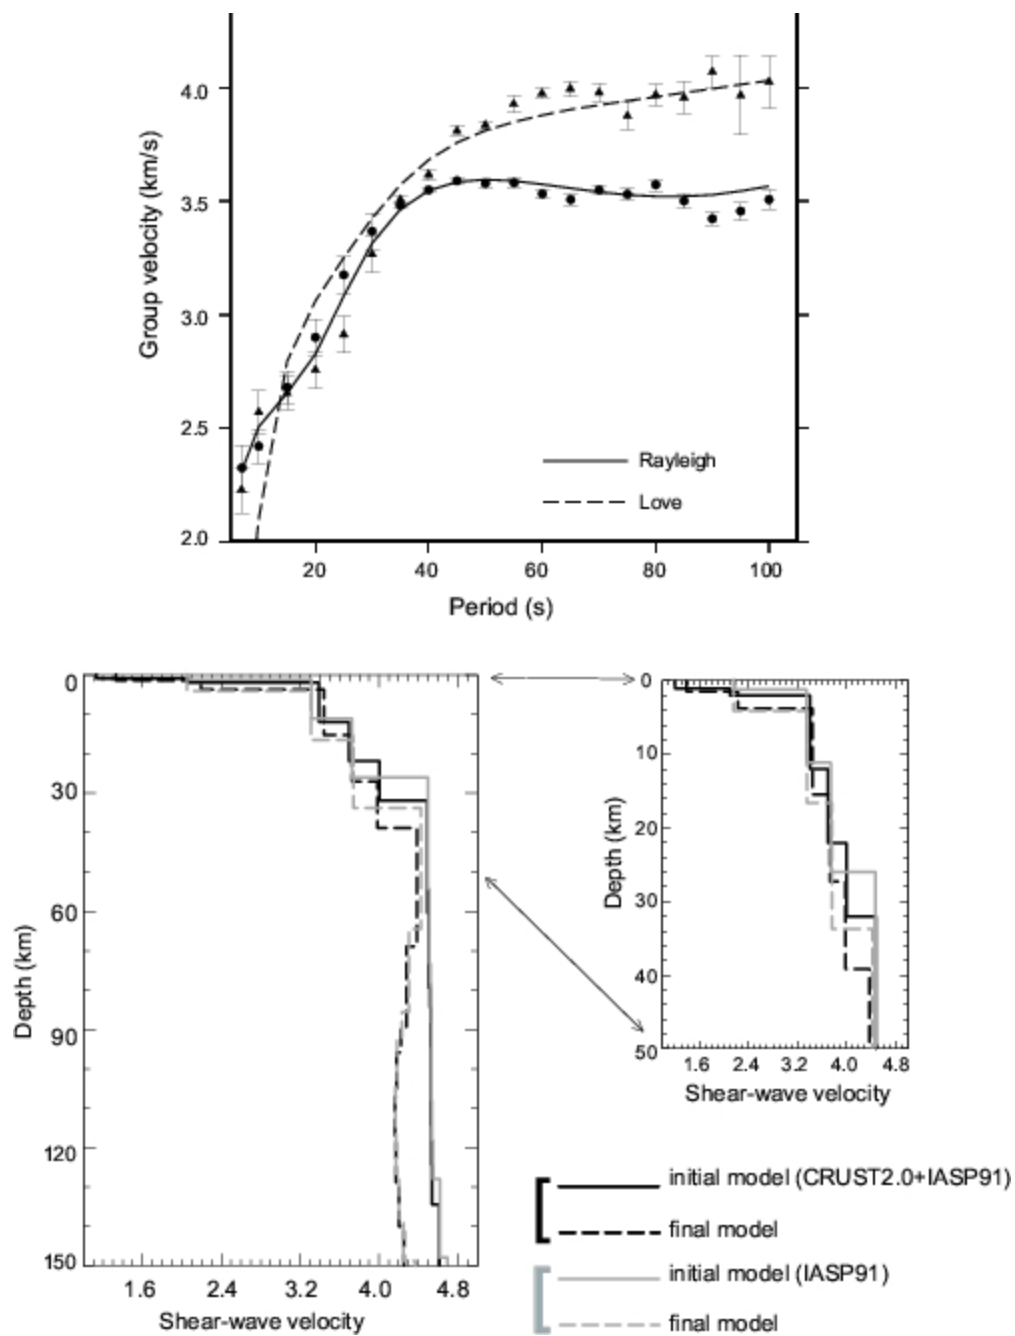 4.0
3.5
3.0
2.5
2.0
Group velocity (km/s)
Rayleigh
Love
20 40 60 80 100
Period (s)
0
30
60
90
120
150
Depth (km)
1.6 2.4 3.2 4.0 4.8
Shear-wave velocity
0
10
20
30
40
50
Depth (km)
1.6 2.4 3.2 4.0 4.8
Shear-wave velocity
initial model (CRUST2.0+IASP91)
final model
initial model (IASP91)
final model